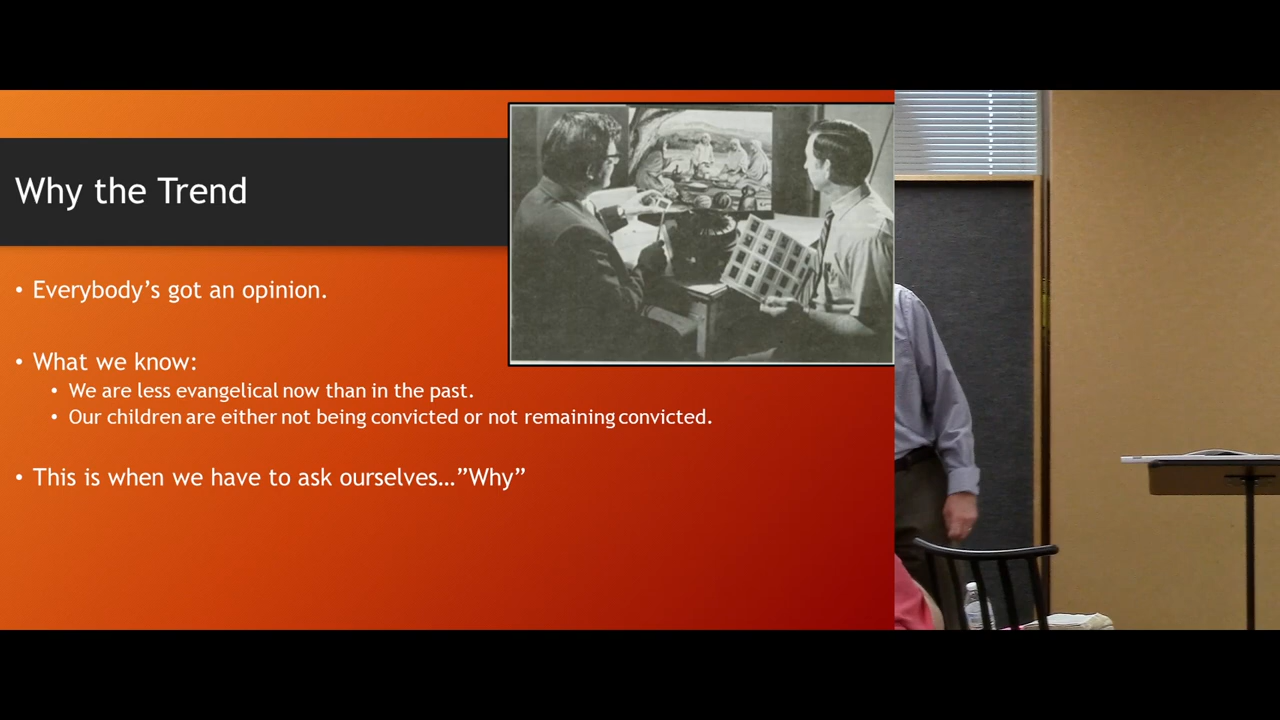 Why the Trend
• Everybody’s got an opinion.
• What we know:
• We are less evangelical now than in the past.
• Our children are either not being convicted or not remaining convicted.
• This is when we have to ask ourselves…”Why”